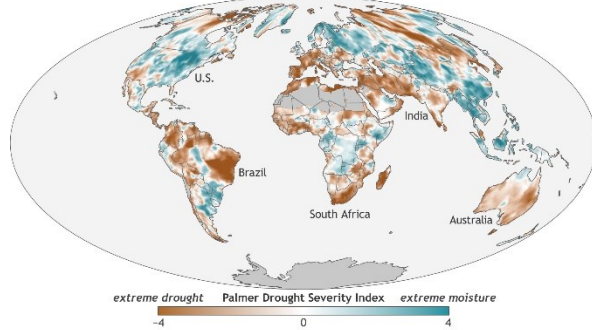 U.S.
India
Brazil
South Africa
Australia
extreme drought Palmer Drought Severity Index extreme moisture
−4 0 4